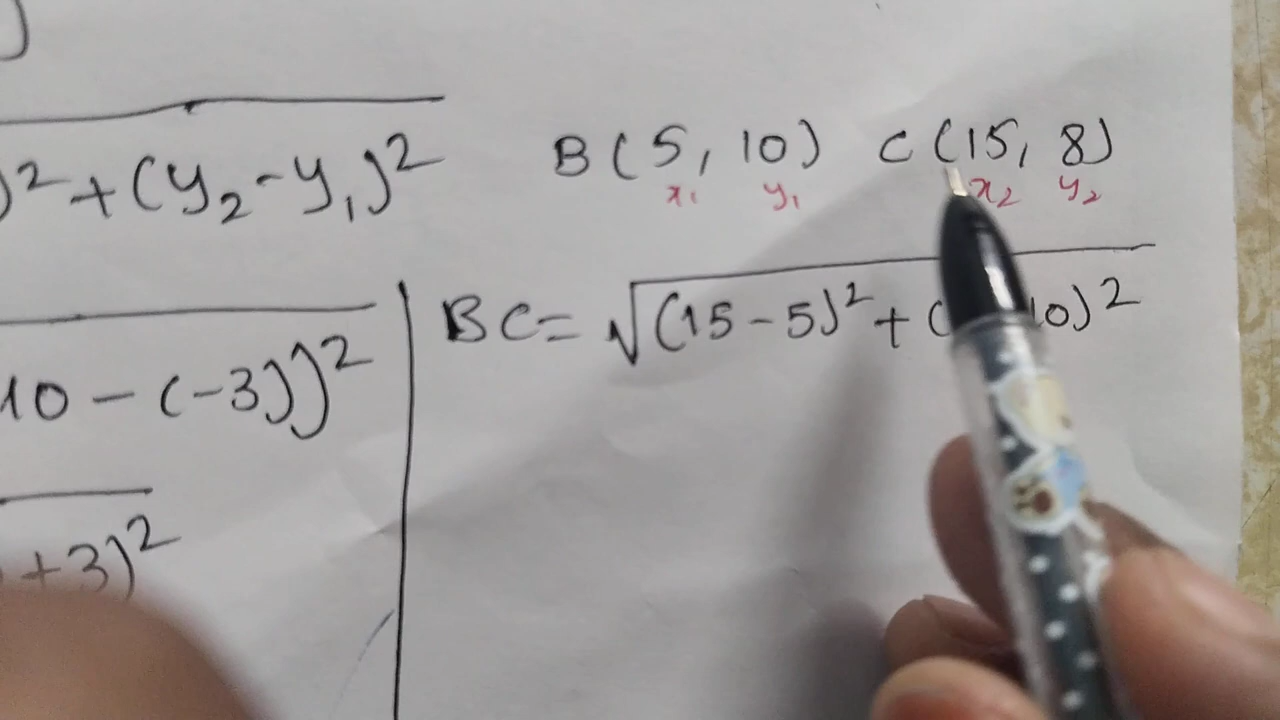 )² + (y₂ - y₁)²
B (5, 10) C (15, 8)
x₁ y₁ x₂ y₂
10 - (-3))²
BC = √(15 - 5)² + ( 10)²
+3)²